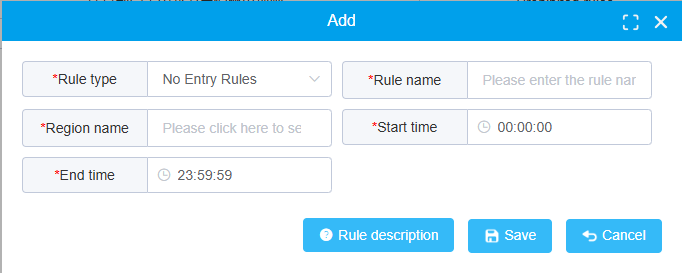 Add
*Rule type No Entry Rules
*Rule name Please enter the rule nar
*Region name Please click here to se
*Start time 00:00:00
*End time 23:59:59
Rule description Save Cancel